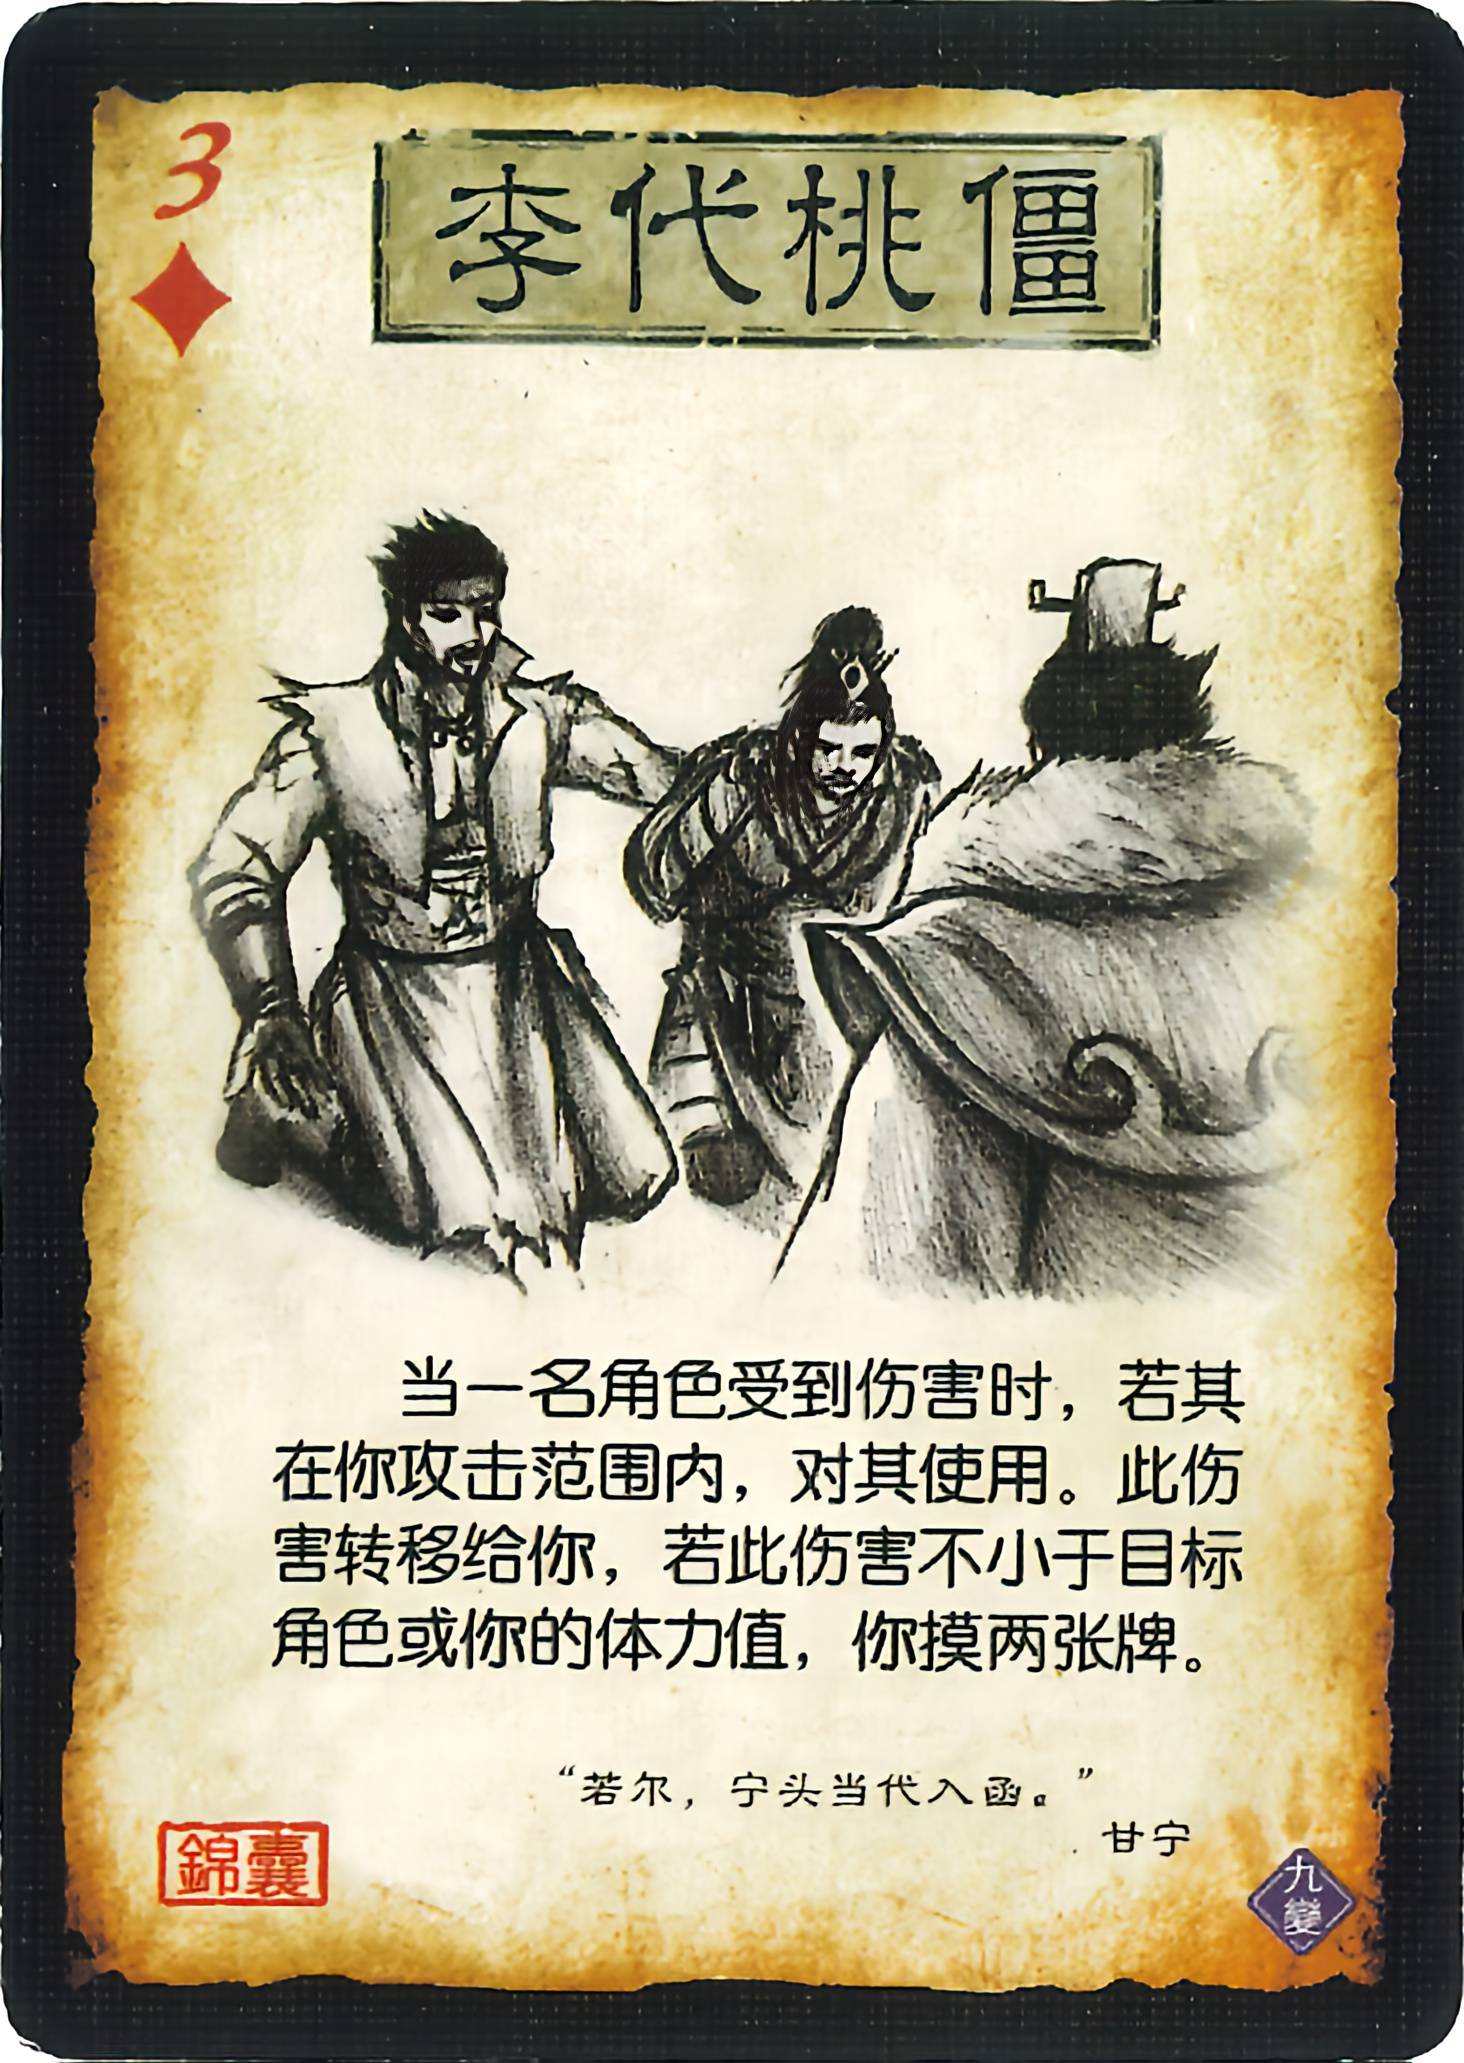 3
李代桃僵
当一名角色受到伤害时，若其
在你攻击范围内，对其使用。此伤
害转移给你，若此伤害不小于目标
角色或你的体力值，你摸两张牌。
“若尔，宁头当代入函。”
甘宁
錦囊
九
變